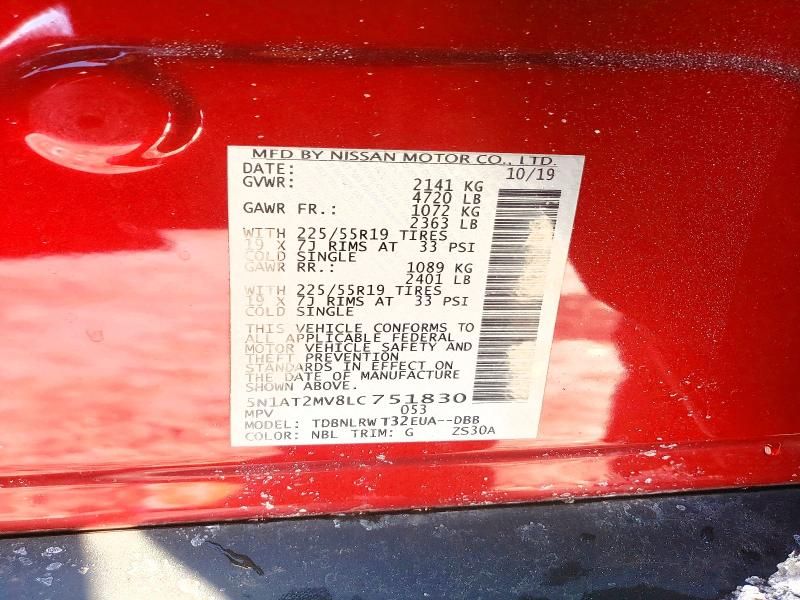 MFD BY NISSAN MOTOR CO., LTD.
DATE: 10/19
GVWR: 2141 KG
4720 LB
GAWR FR.: 1072 KG
2363 LB
WITH 225/55R19 TIRES
19 X 7J RIMS AT 33 PSI
COLD SINGLE
GAWR RR.: 1089 KG
2401 LB
WITH 225/55R19 TIRES
19 X 7J RIMS AT 33 PSI
COLD SINGLE
THIS VEHICLE CONFORMS TO
ALL APPLICABLE FEDERAL
MOTOR VEHICLE SAFETY AND
THEFT PREVENTION
STANDARDS IN EFFECT ON
THE DATE OF MANUFACTURE
SHOWN ABOVE.
5N1AT2MV8LC751830
MPV 053
MODEL: TDBNLRW T32EUA--DBB
COLOR: NBL TRIM: G ZS30A